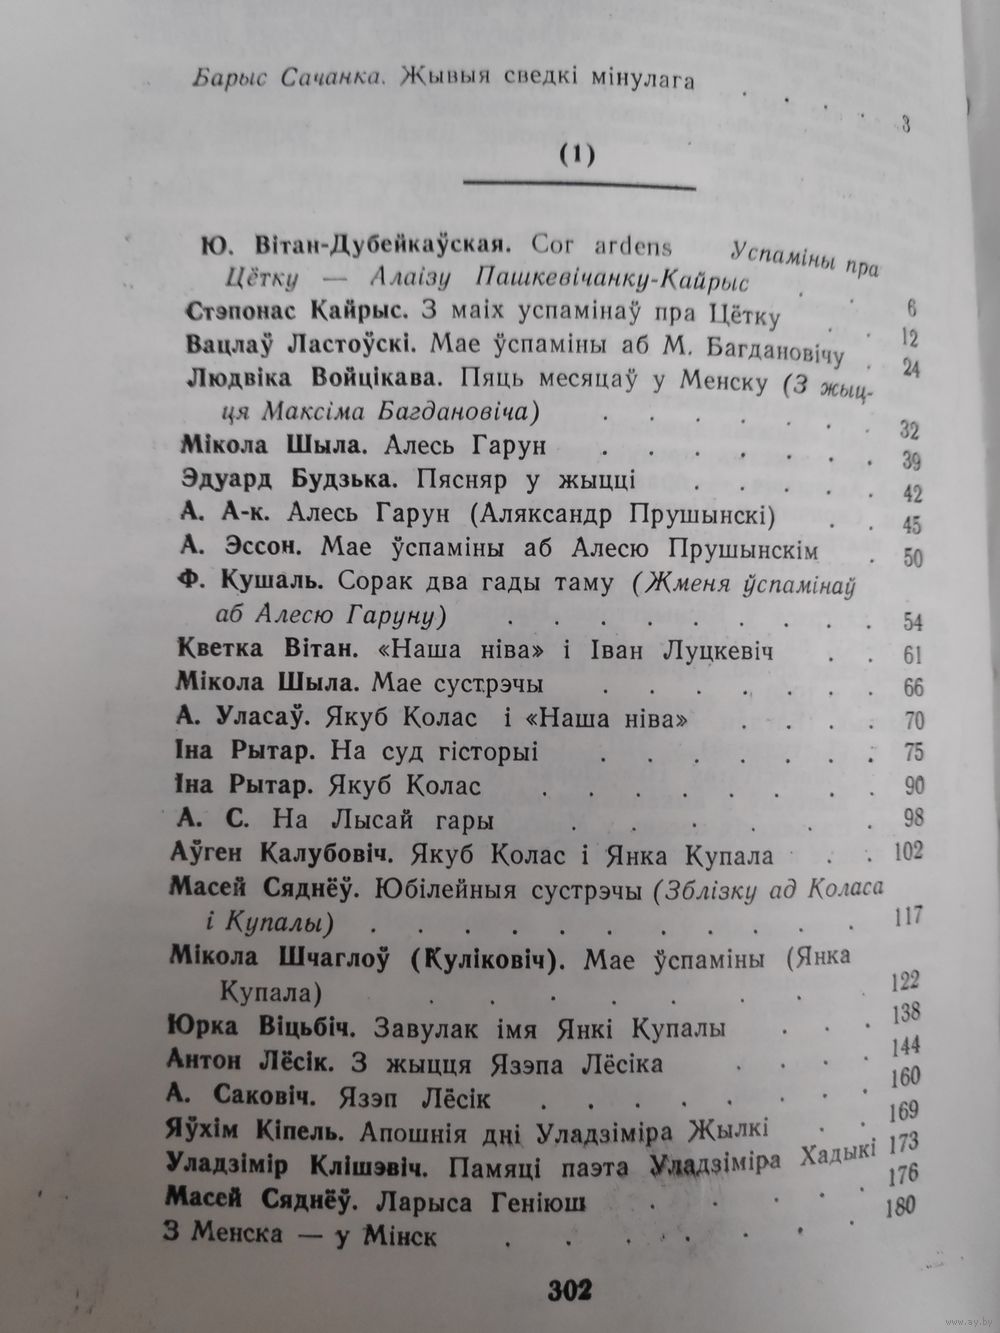 Барыс Сачанка. Жывыя сведкі мінулага . . . . 3
(1)
Ю. Вітан-Дубейкаўская. Cor ardens Успаміны пра
Цётку — Алаізу Пашкевічанку-Кайрыс . . 6
Стэпонас Кайрыс. З маіх успамінаў пра Цётку . . 12
Вацлаў Ластоўскі. Мае ўспаміны аб М. Багдановічу . 24
Людвіка Войцікава. Пяць месяцаў у Менску (З жыц-
ця Максіма Багдановіча) . . . . . . . 32
Мікола Шыла. Алесь Гарун . . . . . . . 39
Эдуард Будзька. Пясняр у жыцці . . . . . 42
А. А-к. Алесь Гарун (Аляксандр Прушынскі) . . 45
А. Эссон. Мае ўспаміны аб Алесю Прушынскім . 50
Ф. Кушаль. Сорак два гады таму (Жменя ўспамінаў
аб Алесю Гаруну) . . . . . . . . . 54
Кветка Вітан. «Наша ніва» і Іван Луцкевіч . . 61
Мікола Шыла. Мае сустрэчы . . . . . . . 66
А. Уласаў. Якуб Колас і «Наша ніва» . . . . 70
Іна Рытар. На суд гісторыі . . . . . . . 75
Іна Рытар. Якуб Колас . . . . . . . . 90
А. С. На Лысай гары . . . . . . 98
Аўген Калубовіч. Якуб Колас і Янка Купала . . 102
Масей Сяднёў. Юбілейныя сустрэчы (Зблізку ад Коласа
і Купалы) . . . . . . . . . . . 117
Мікола Шчаглоў (Куліковіч). Мае ўспаміны (Янка
Купала) . . . . . . . . 122
Юрка Віцьбіч. Завулак імя Янкі Купалы . . . 138
Антон Лёсік. З жыцця Язэпа Лёсіка . . . . 144
А. Саковіч. Язэп Лёсік . . . . . . . . 160
Яўхім Кіпель. Апошнія дні Уладзіміра Жылкі . . 169
Уладзімір Клішэвіч. Памяці паэта Уладзіміра Хадыкі 173
Масей Сяднёў. Ларыса Геніюш . . . . . 176
З Менска — у Мінск . . . . . . . 180
302
www.ay.by